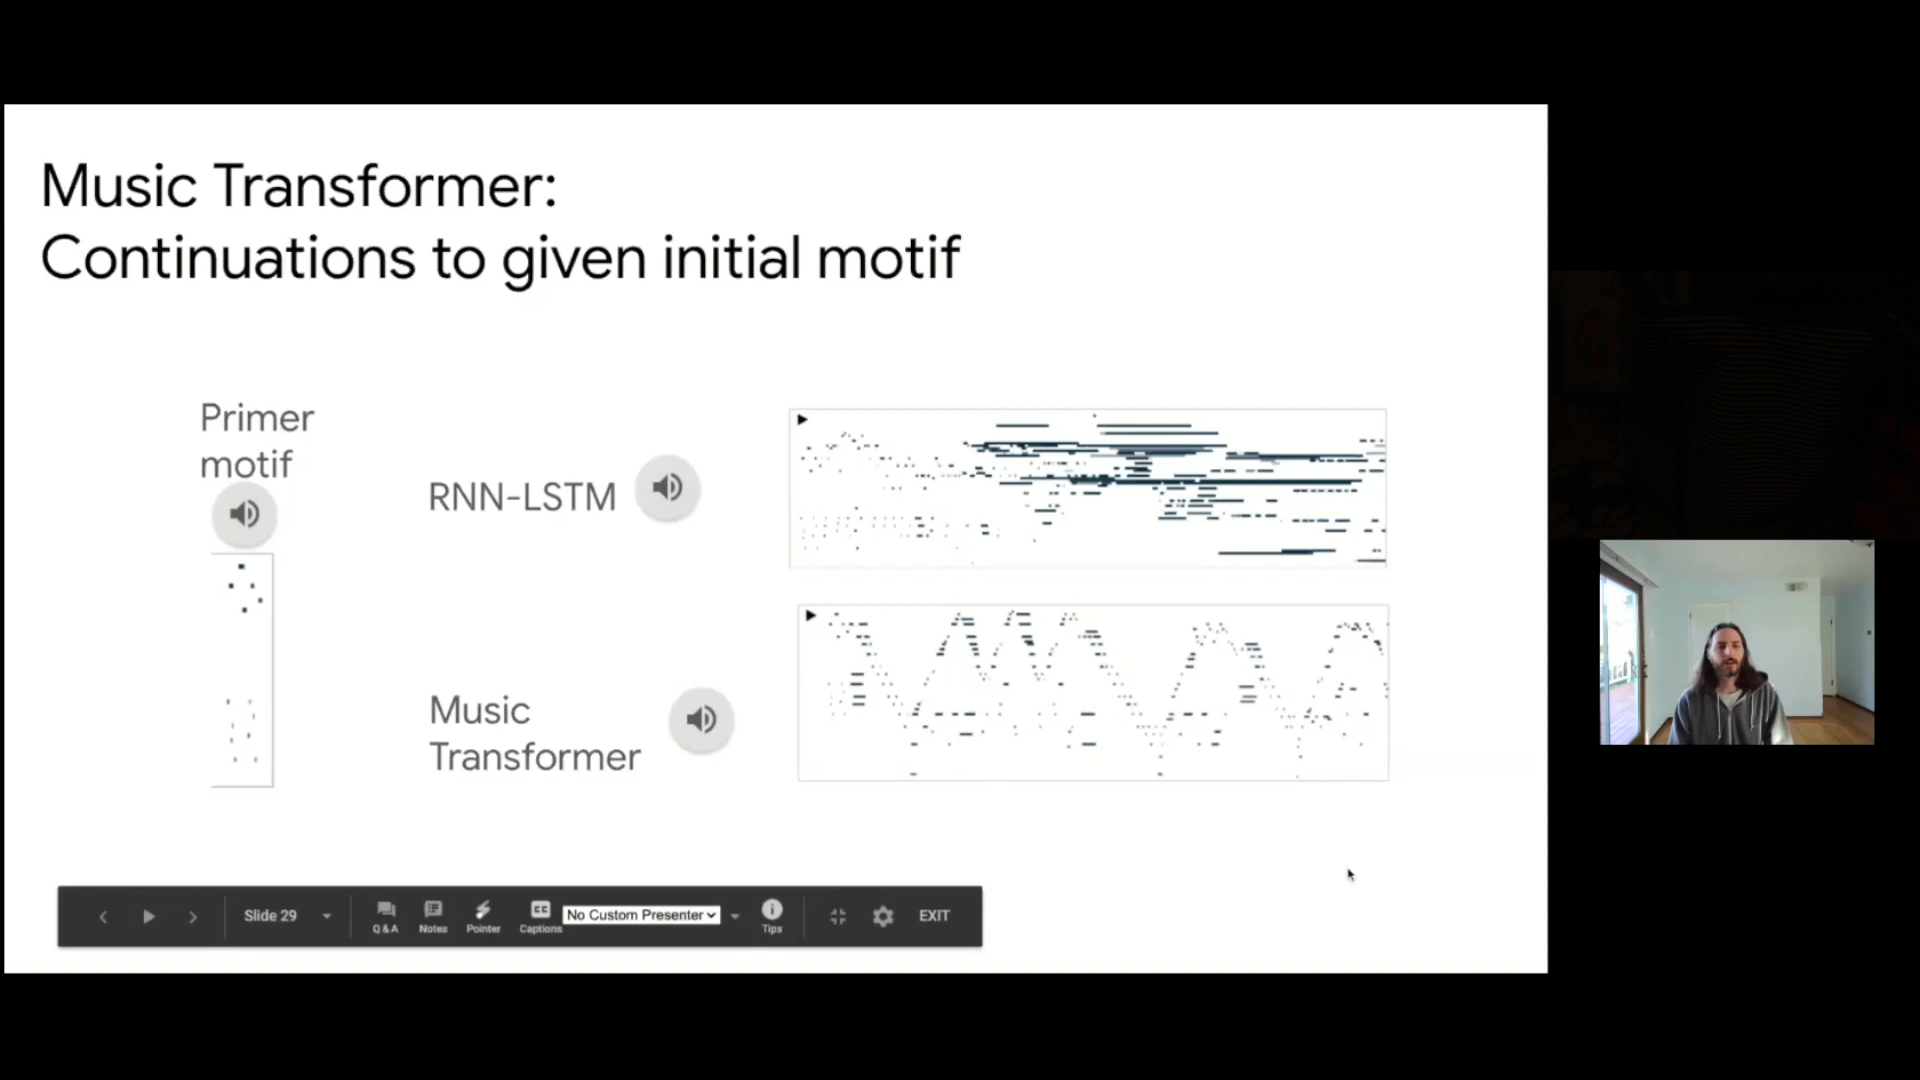 Music Transformer:
Continuations to given initial motif
Primer
motif
RNN-LSTM
Music
Transformer
Slide 29
Q & A
Notes
Pointer
Captions
No Custom Presenter
Tips
EXIT